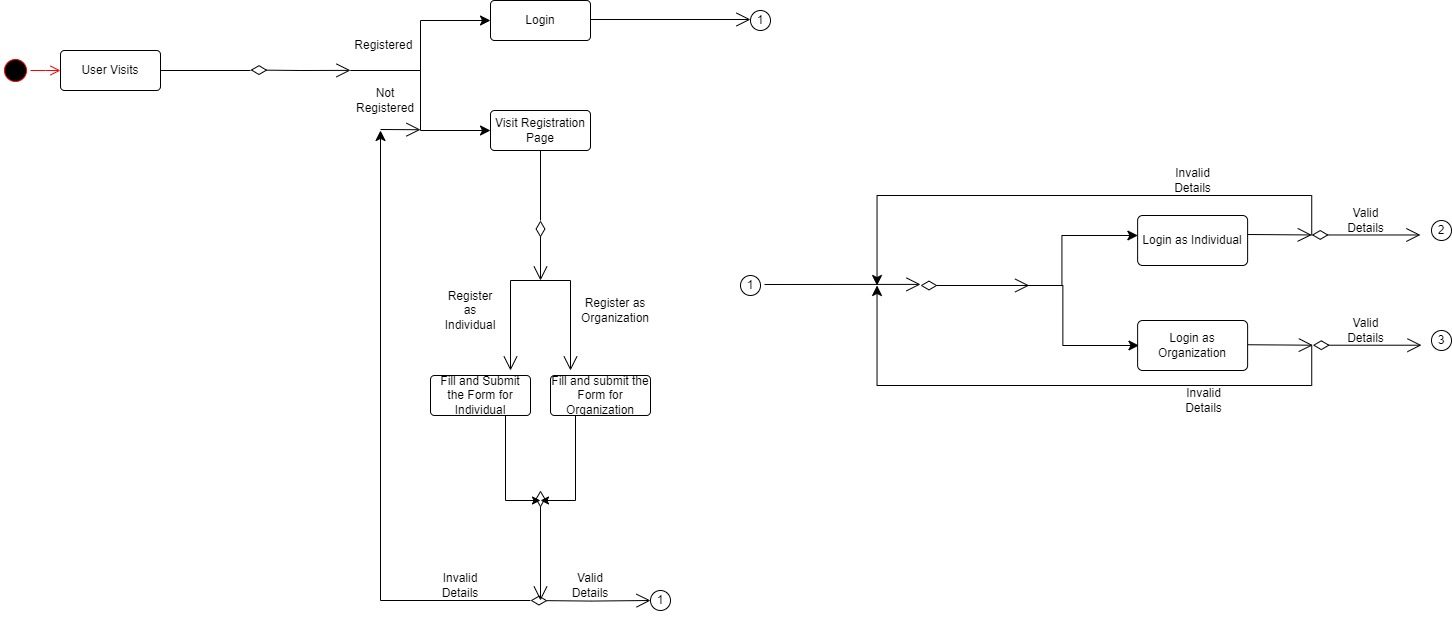 Login
1
Registered
User Visits
Not
Registered
Visit Registration
Page
Register
as
Individual
Register as
Organization
Fill and Submit
the Form for
Individual
Fill and submit the
Form for
Organization
Invalid
Details
Valid
Details
1
Invalid
Details
Login as Individual
Valid
Details
2
1
Login as
Organization
Valid
Details
3
Invalid
Details